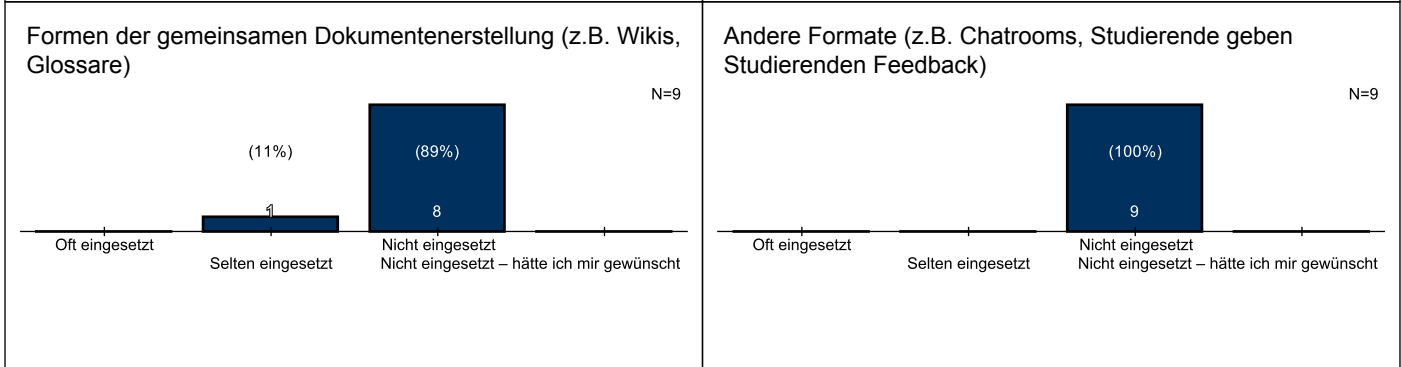 Formen der gemeinsamen Dokumentenerstellung (z.B. Wikis,
Glossare)
N=9
(11%)
(89%)
1
8
Oft eingesetzt
Nicht eingesetzt
Selten eingesetzt
Nicht eingesetzt – hätte ich mir gewünscht
Andere Formate (z.B. Chatrooms, Studierende geben
Studierenden Feedback)
N=9
(100%)
9
Oft eingesetzt
Nicht eingesetzt
Selten eingesetzt
Nicht eingesetzt – hätte ich mir gewünscht